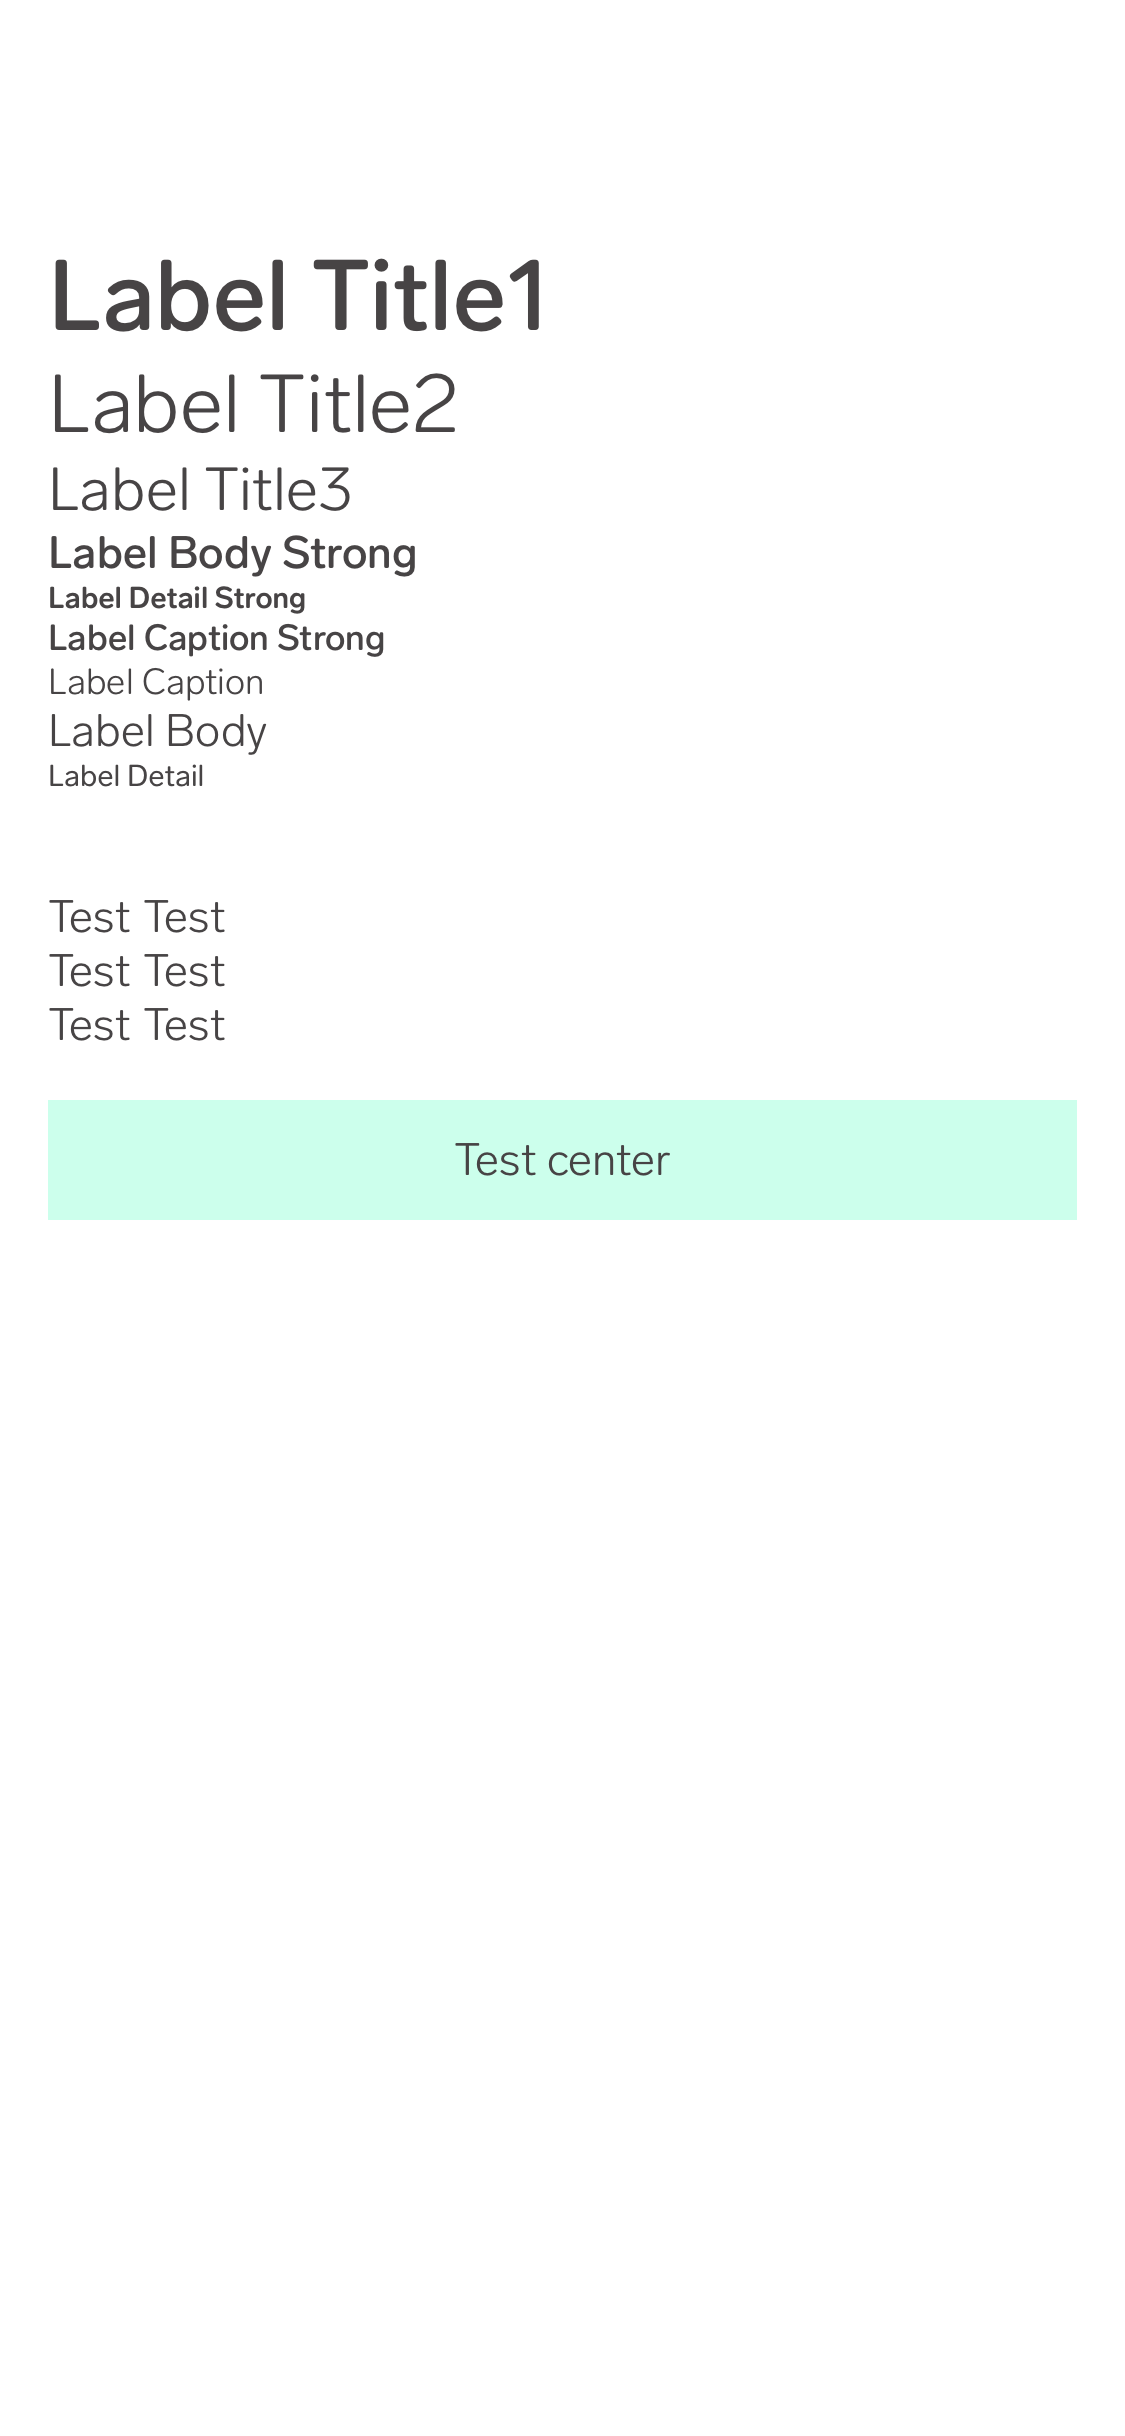 Label Title1
Label Title2
Label Title3
Label Body Strong
Label Detail Strong
Label Caption Strong
Label Caption
Label Body
Label Detail
Test Test
Test Test
Test Test
Test center